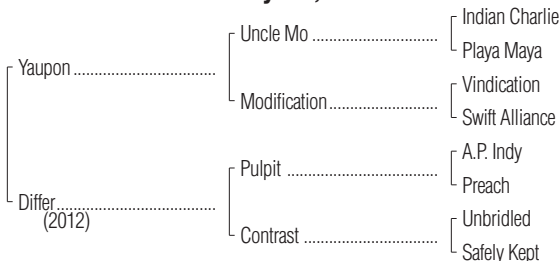 Indian Charlie
Uncle Mo
Playa Maya
Yaupon
Vindication
Modification
Swift Alliance
A.P. Indy
Pulpit
Preach
Differ
(2012)
Unbridled
Contrast
Safely Kept